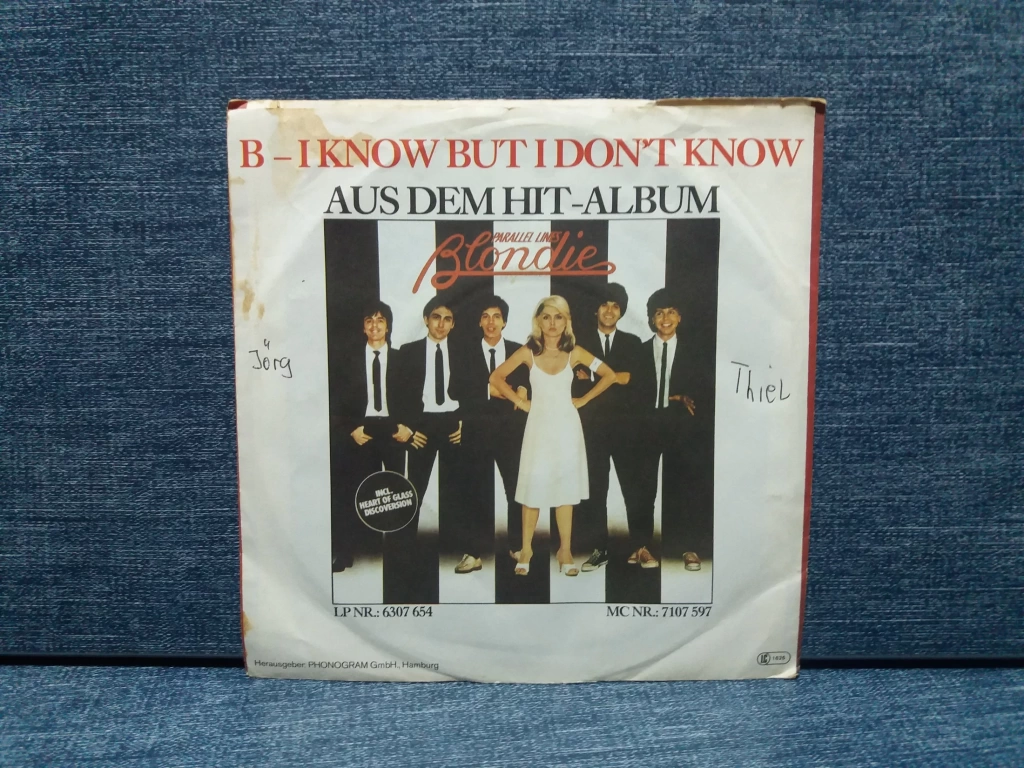 B – I KNOW BUT I DON'T KNOW
AUS DEM HIT-ALBUM
PARALLEL LINES
Blondie
Jörg
Thiel
INCL.
HEART OF GLASS
DISCOVERSION
LP NR.: 6307 654
MC NR.: 7107 597
Herausgeber: PHONOGRAM GmbH., Hamburg
LC